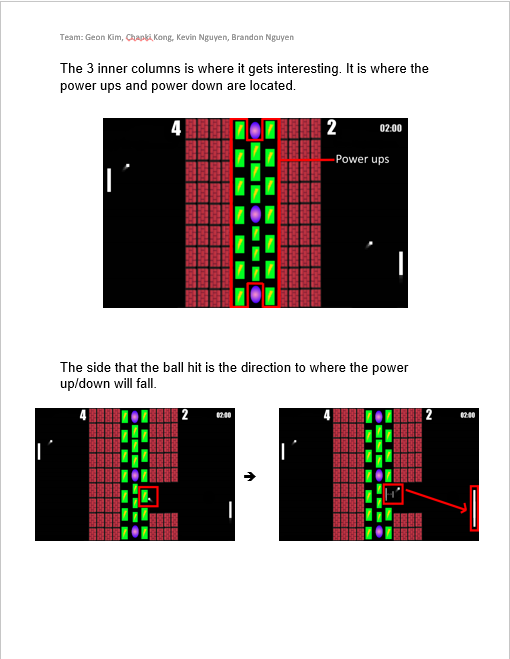 Team: Geon Kim, Chapki Kong, Kevin Nguyen, Brandon Nguyen
The 3 inner columns is where it gets interesting. It is where the
power ups and power down are located.
4 2 02:00
Power ups
The side that the ball hit is the direction to where the power
up/down will fall.
4 2 02:00 4 2 02:00